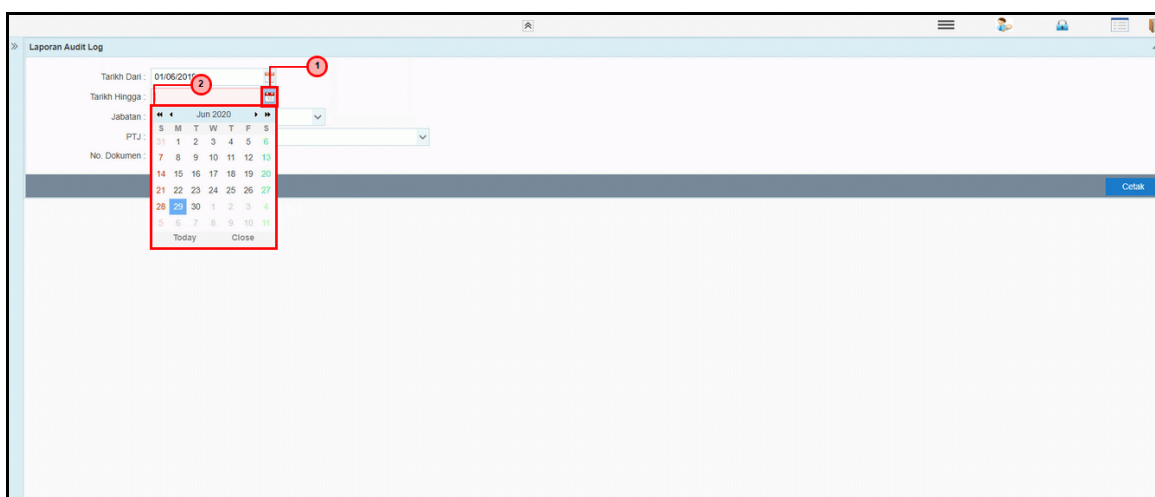 Laporan Audit Log
Tarikh Dari : 01/06/2019
1
2
Tarikh Hingga :
Jabatan :
PTJ :
No. Dokumen :
Jun 2020
S M T W T F S
31 1 2 3 4 5 6
7 8 9 10 11 12 13
14 15 16 17 18 19 20
21 22 23 24 25 26 27
28 29 30 1 2 3 4
5 6 7 8 9 10 11
Today Close
Cetak